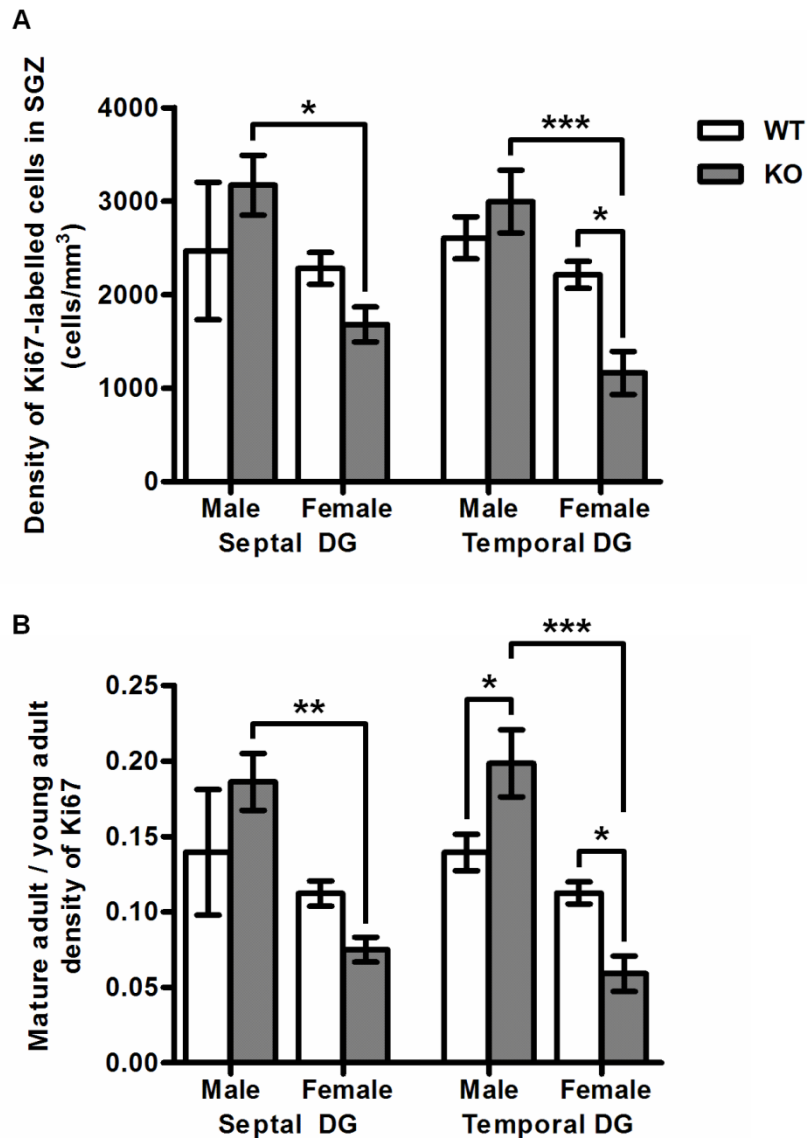 A
Density of Ki67-labelled cells in SGZ
(cells/mm³)
4000
3000
2000
1000
0
*
***
*
WT
KO
Male Female Male Female
Septal DG Temporal DG
B
Mature adult / young adult
density of Ki67
0.25
0.20
0.15
0.10
0.05
0.00
**
*
***
*
Male Female Male Female
Septal DG Temporal DG